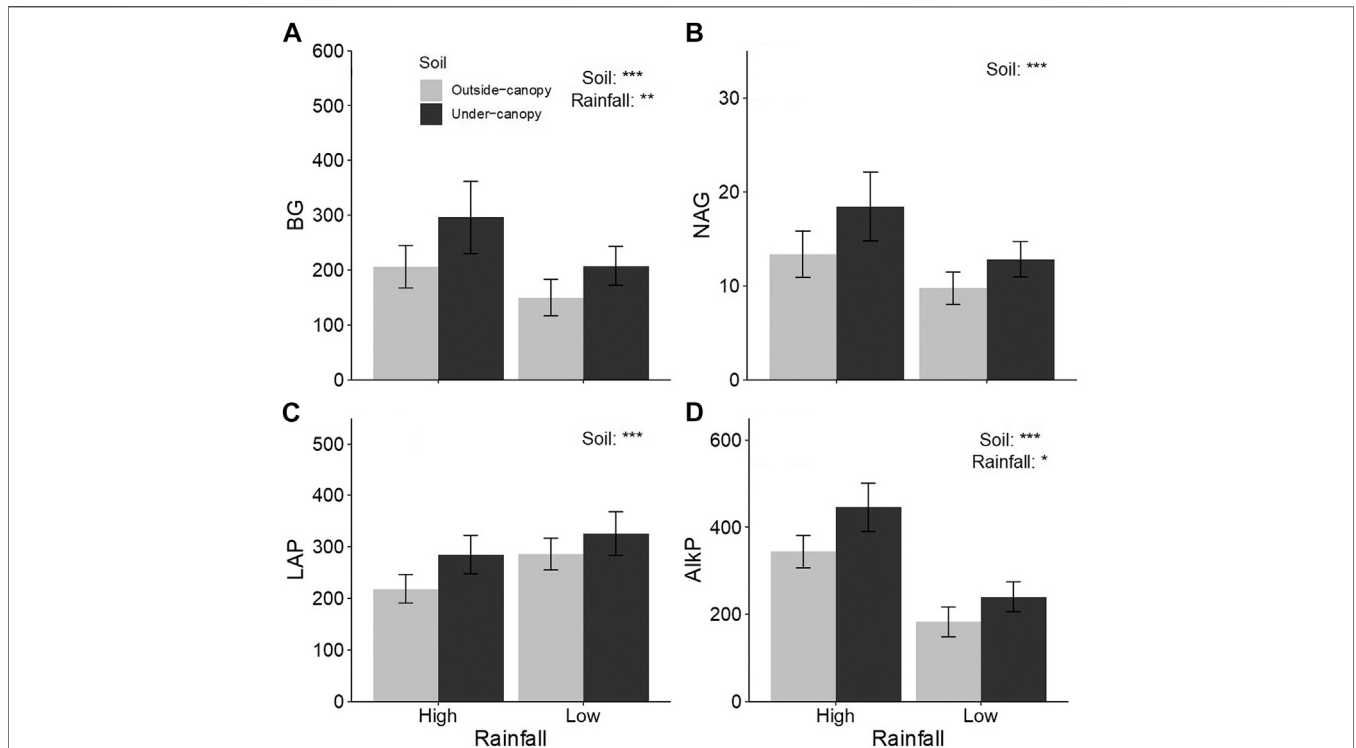 A
600
500
400
300
200
100
0
BG
Soil
Outside-canopy
Under-canopy
Soil: ***
Rainfall: **
B
30
20
10
0
NAG
Soil: ***
C
500
400
300
200
100
0
LAP
Soil: ***
High
Low
Rainfall
D
600
400
200
0
AlkP
Soil: ***
Rainfall: *
High
Low
Rainfall